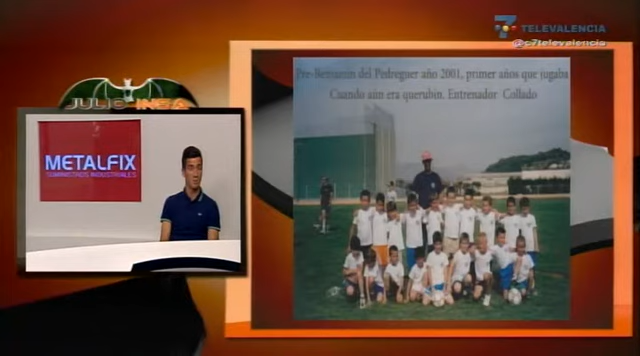 7 TELEVALENCIA
@c7televalencia
Pre-Benjamín del Pedreguer año 2001, primer años que jugaba
Cuando aún era querubín. Entrenador Collado
JULIO INSA
METALFIX
SUMINISTROS INDUSTRIALES